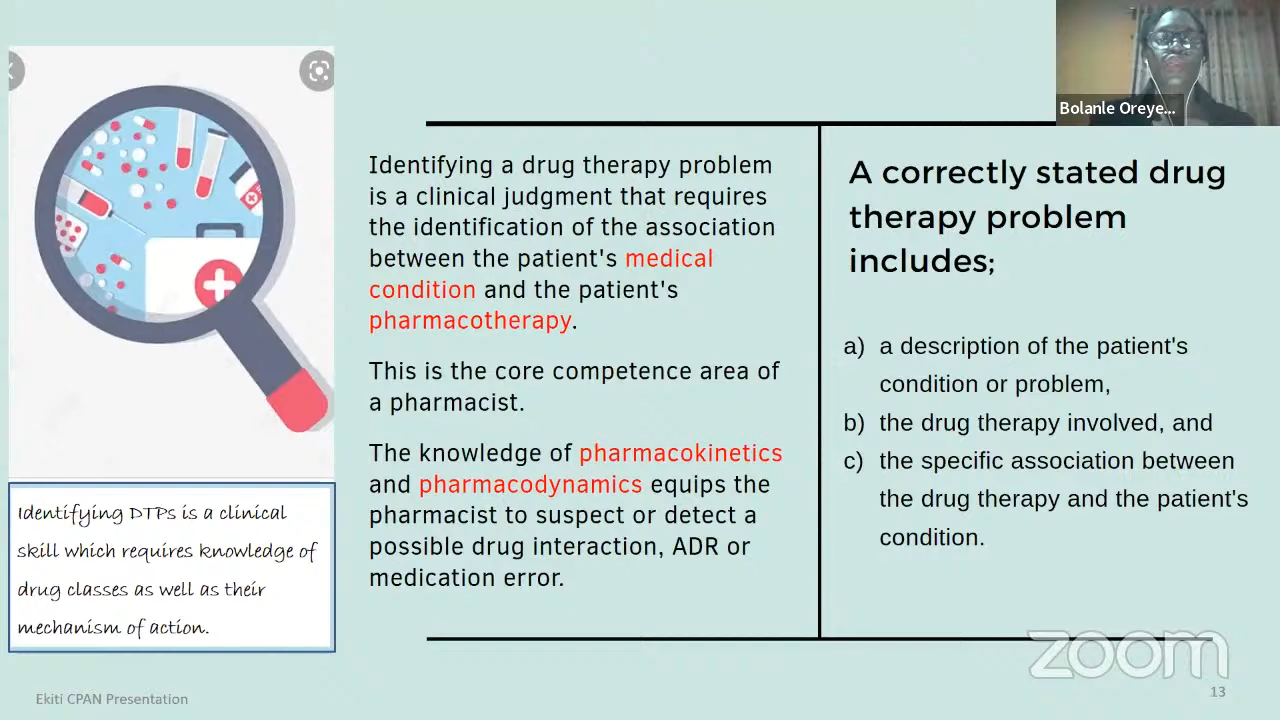 Bolanle Oreye...
Identifying a drug therapy problem
is a clinical judgment that requires
the identification of the association
between the patient's medical
condition and the patient's
pharmacotherapy.
This is the core competence area of
a pharmacist.
The knowledge of pharmacokinetics
and pharmacodynamics equips the
pharmacist to suspect or detect a
possible drug interaction, ADR or
medication error.
A correctly stated drug
therapy problem
includes;
a) a description of the patient's
condition or problem,
b) the drug therapy involved, and
c) the specific association between
the drug therapy and the patient's
condition.
Identifying DTPs is a clinical
skill which requires knowledge of
drug classes as well as their
mechanism of action.
zoom
Ekiti CPAN Presentation
13